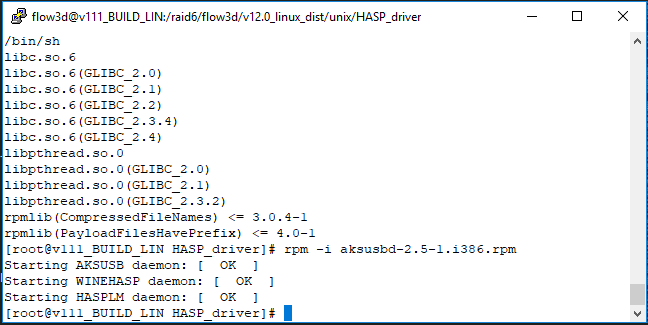 flow3d@v111_BUILD_LIN:/raid6/flow3d/v12.0_linux_dist/unix/HASP_driver
/bin/sh
libc.so.6
libc.so.6(GLIBC_2.0)
libc.so.6(GLIBC_2.1)
libc.so.6(GLIBC_2.2)
libc.so.6(GLIBC_2.3.4)
libc.so.6(GLIBC_2.4)
libpthread.so.0
libpthread.so.0(GLIBC_2.0)
libpthread.so.0(GLIBC_2.1)
libpthread.so.0(GLIBC_2.3.2)
rpmlib(CompressedFileNames) <= 3.0.4-1
rpmlib(PayloadFilesHavePrefix) <= 4.0-1
[root@v111_BUILD_LIN HASP_driver]# rpm -i aksusbd-2.5-1.i386.rpm
Starting AKSUSB daemon: [  OK  ]
Starting WINEHASP daemon: [  OK  ]
Starting HASPLM daemon: [  OK  ]
[root@v111_BUILD_LIN HASP_driver]#